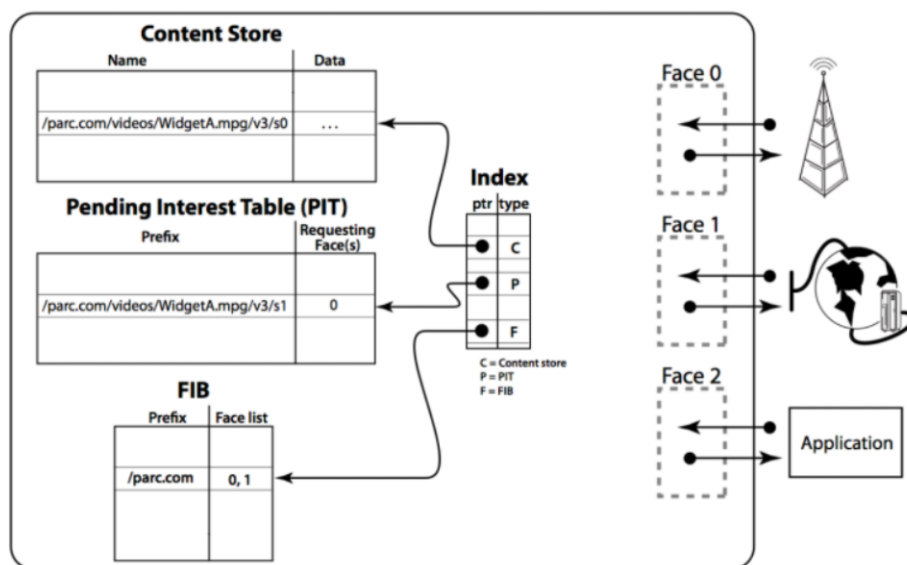 Content Store
Name Data
/parc.com/videos/WidgetA.mpg/v3/s0 ...
Pending Interest Table (PIT)
Prefix Requesting Face(s)
/parc.com/videos/WidgetA.mpg/v3/s1 0
FIB
Prefix Face list
/parc.com 0, 1
Index
ptr type
C
P
F
C = Content store
P = PIT
F = FIB
Face 0
Face 1
Face 2
Application